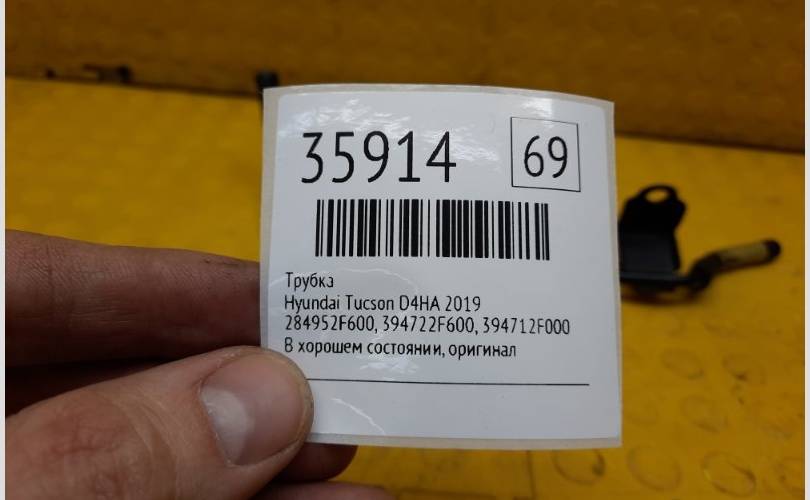 35914 69
Трубка
Hyundai Tucson D4HA 2019
284952F600, 394722F600, 394712F000
В хорошем состоянии, оригинал